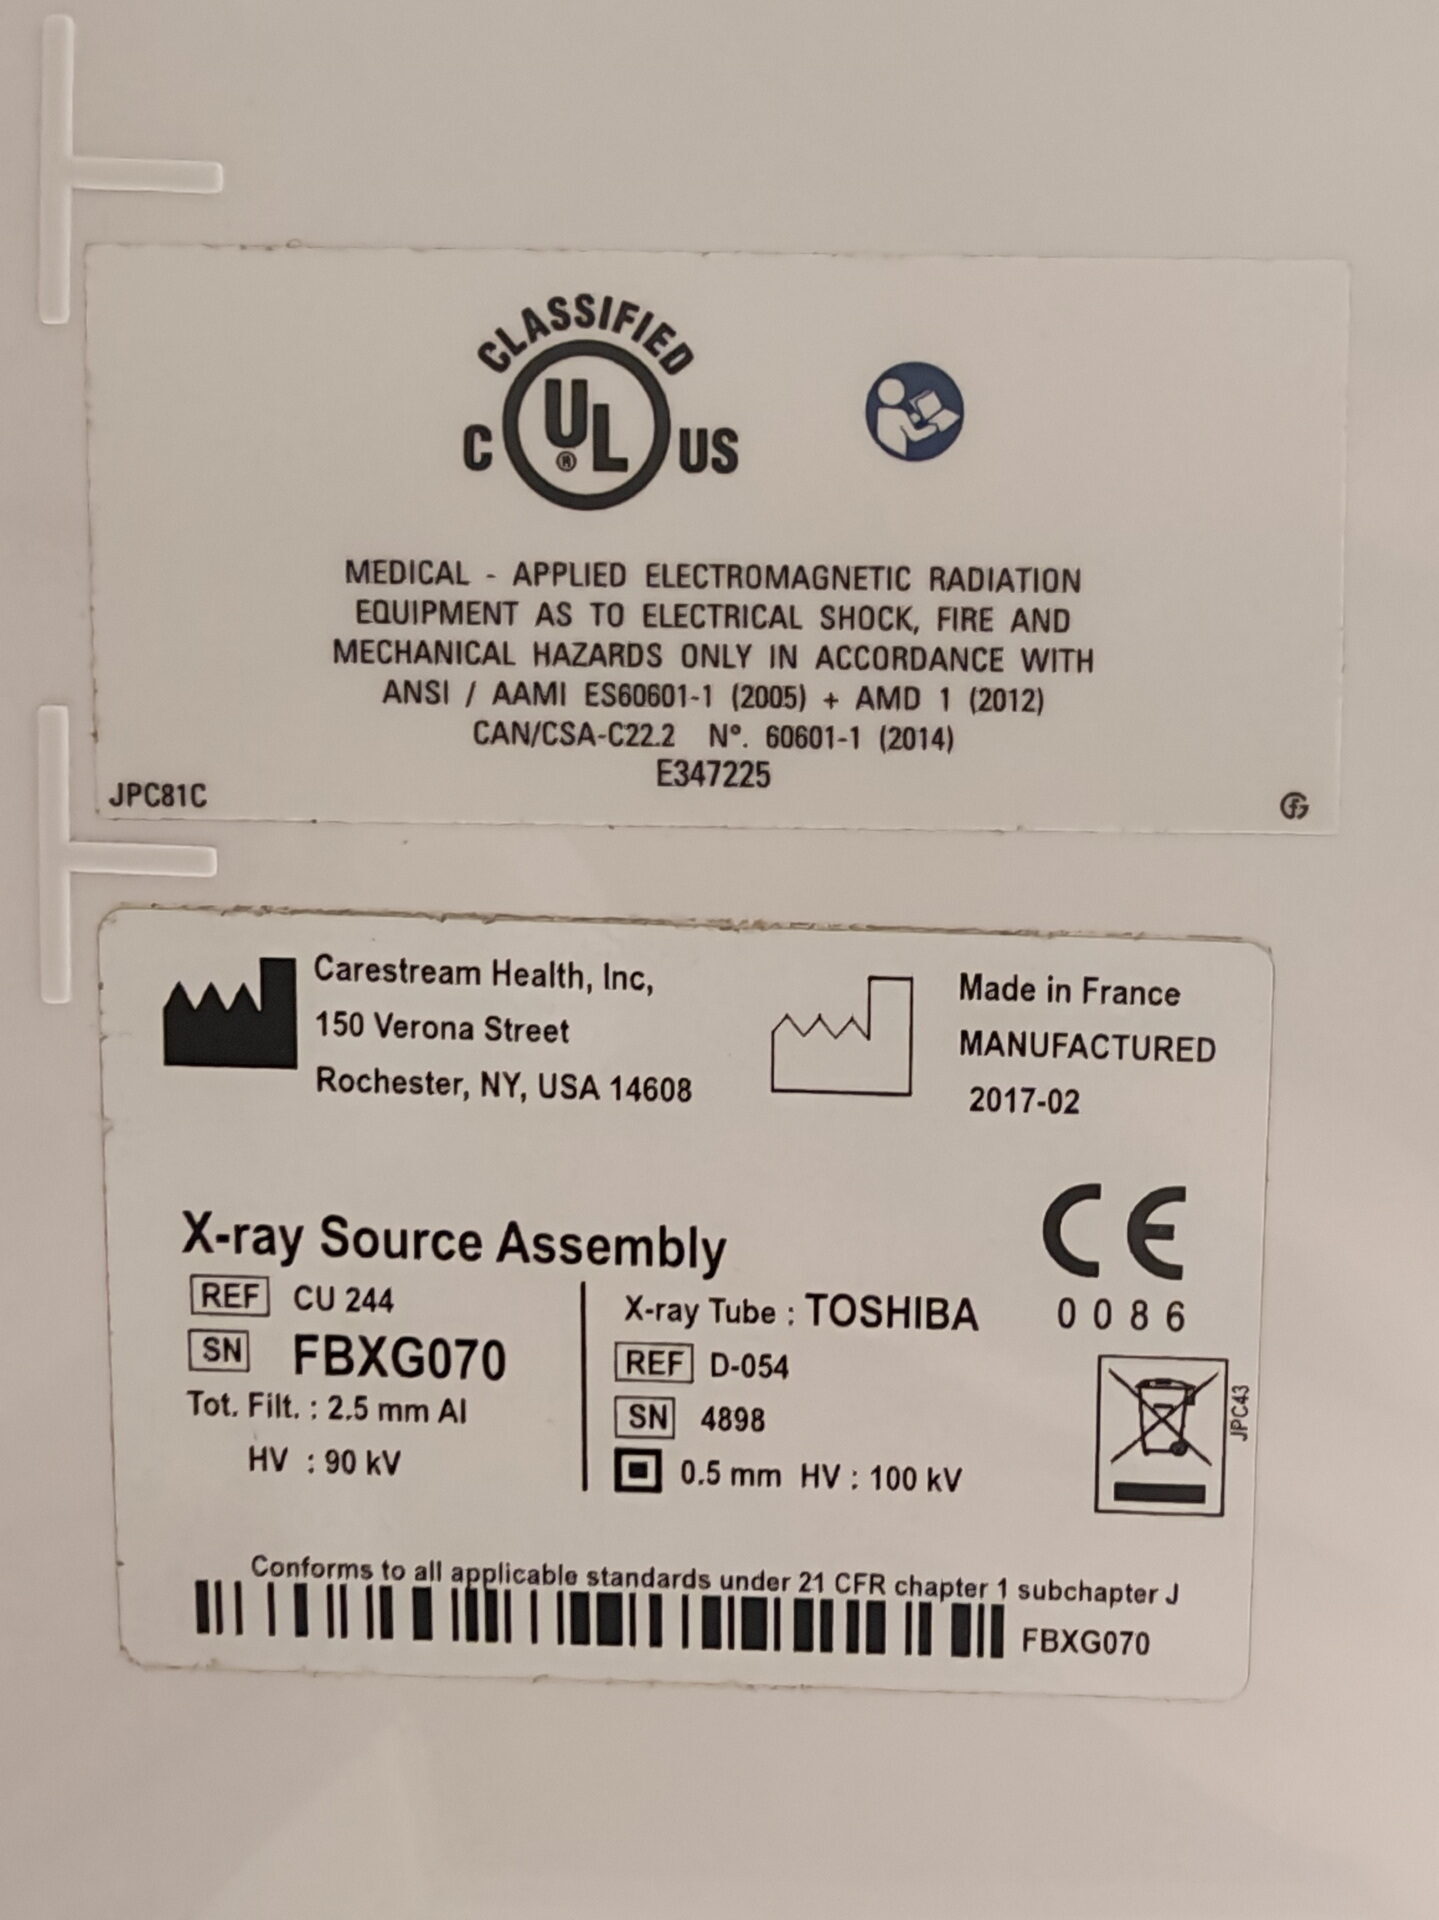 CLASSIFIED
C UL ® US
MEDICAL - APPLIED ELECTROMAGNETIC RADIATION
EQUIPMENT AS TO ELECTRICAL SHOCK, FIRE AND
MECHANICAL HAZARDS ONLY IN ACCORDANCE WITH
ANSI / AAMI ES60601-1 (2005) + AMD 1 (2012)
CAN/CSA-C22.2 N°. 60601-1 (2014)
E347225
JPC81C
Carestream Health, Inc,
150 Verona Street
Rochester, NY, USA 14608
Made in France
MANUFACTURED
2017-02
X-ray Source Assembly
REF CU 244
SN FBXG070
Tot. Filt. : 2.5 mm Al
HV : 90 kV
X-ray Tube : TOSHIBA
REF D-054
SN 4898
0.5 mm HV : 100 kV
CE
0086
JPC43
Conforms to all applicable standards under 21 CFR chapter 1 subchapter J
FBXG070